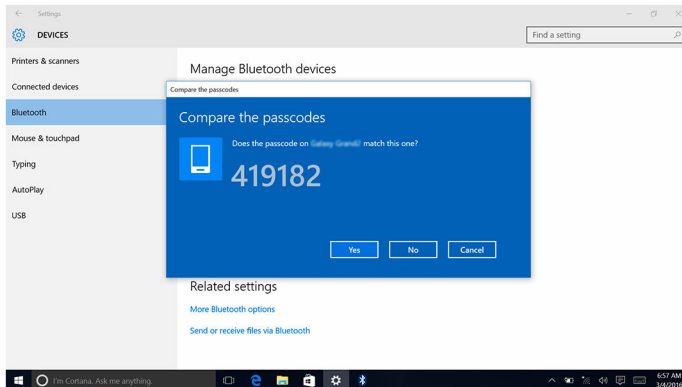 Settings
DEVICES
Find a setting
Printers & scanners
Connected devices
Bluetooth
Mouse & touchpad
Typing
AutoPlay
USB
Manage Bluetooth devices
Compare the passcodes
Compare the passcodes
Does the passcode on Galaxy Grand2 match this one?
419182
Yes
No
Cancel
Related settings
More Bluetooth options
Send or receive files via Bluetooth
I'm Cortana. Ask me anything.
6:57 AM
3/4/2016